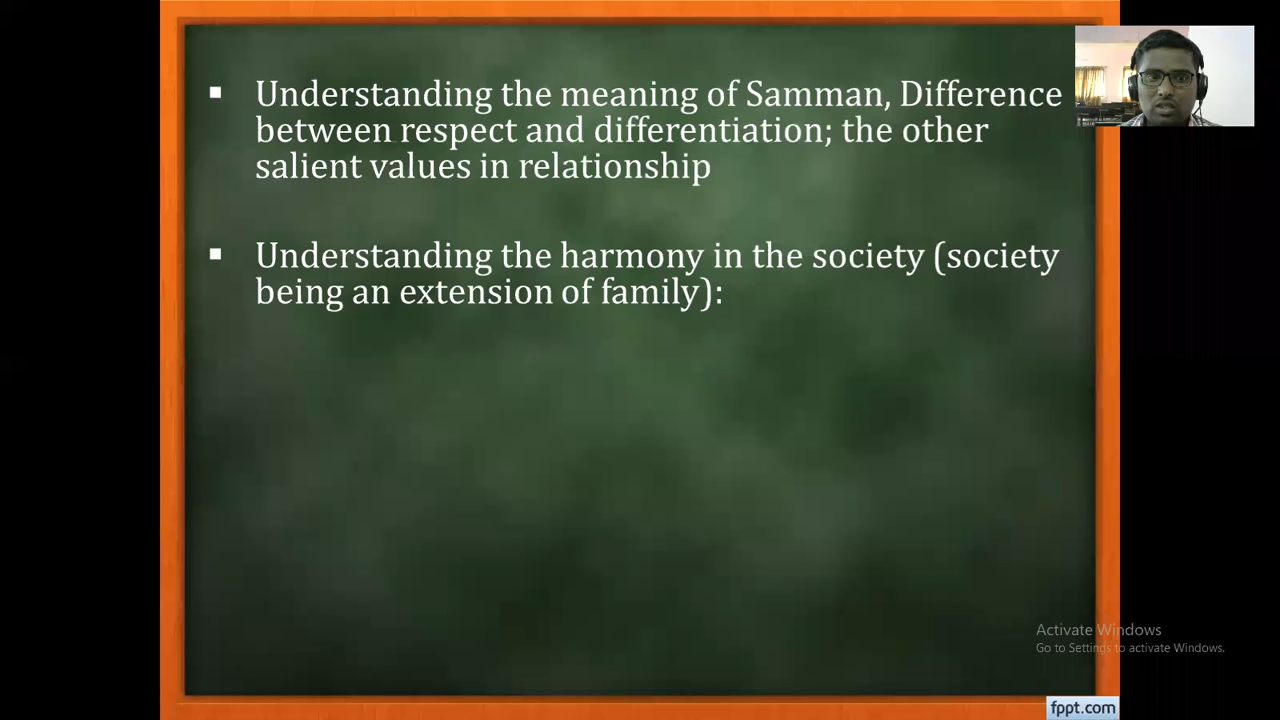 ▪ Understanding the meaning of Samman, Difference
between respect and differentiation; the other
salient values in relationship
▪ Understanding the harmony in the society (society
being an extension of family):
Activate Windows
Go to Settings to activate Windows.
fppt.com